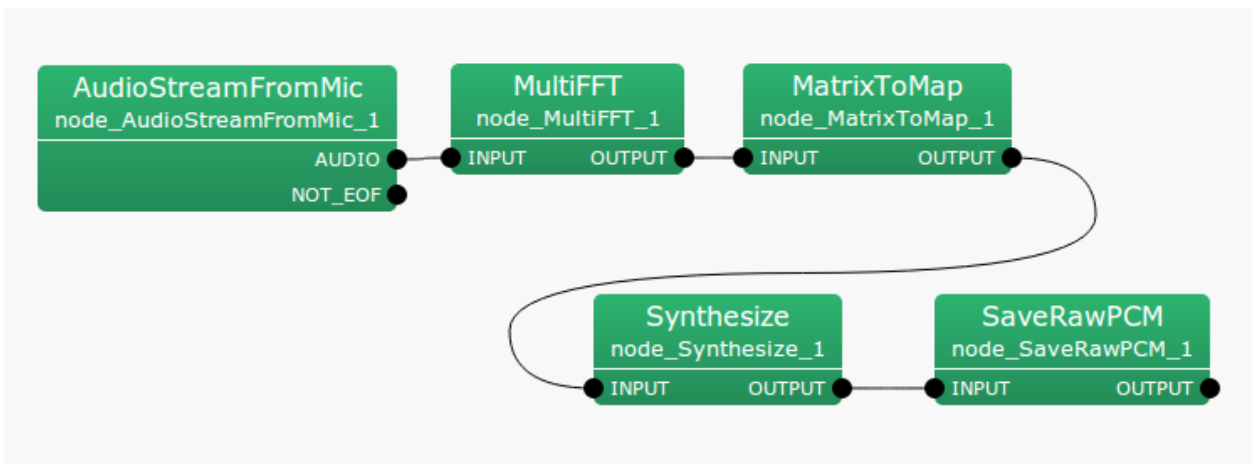 AudioStreamFromMic
node_AudioStreamFromMic_1
AUDIO
NOT_EOF
MultiFFT
node_MultiFFT_1
INPUT OUTPUT
MatrixToMap
node_MatrixToMap_1
INPUT OUTPUT
Synthesize
node_Synthesize_1
INPUT OUTPUT
SaveRawPCM
node_SaveRawPCM_1
INPUT OUTPUT